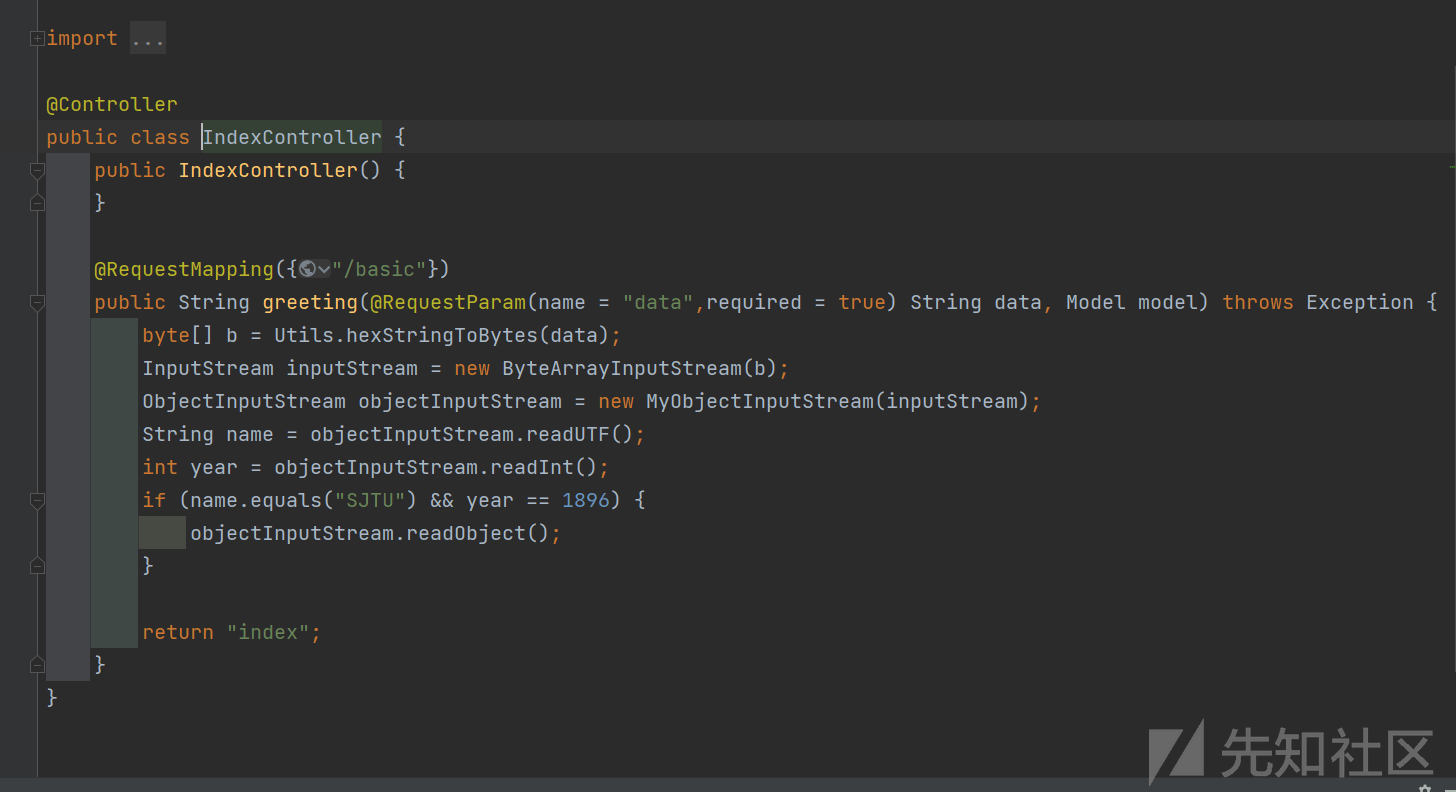 import ...
@Controller
public class IndexController {
    public IndexController() {
    }
    @RequestMapping({"/basic"})
    public String greeting(@RequestParam(name = "data",required = true) String data, Model model) throws Exception {
        byte[] b = Utils.hexStringToBytes(data);
        InputStream inputStream = new ByteArrayInputStream(b);
        ObjectInputStream objectInputStream = new MyObjectInputStream(inputStream);
        String name = objectInputStream.readUTF();
        int year = objectInputStream.readInt();
        if (name.equals("SJTU") && year == 1896) {
            objectInputStream.readObject();
        }
        return "index";
    }
}
先知社区